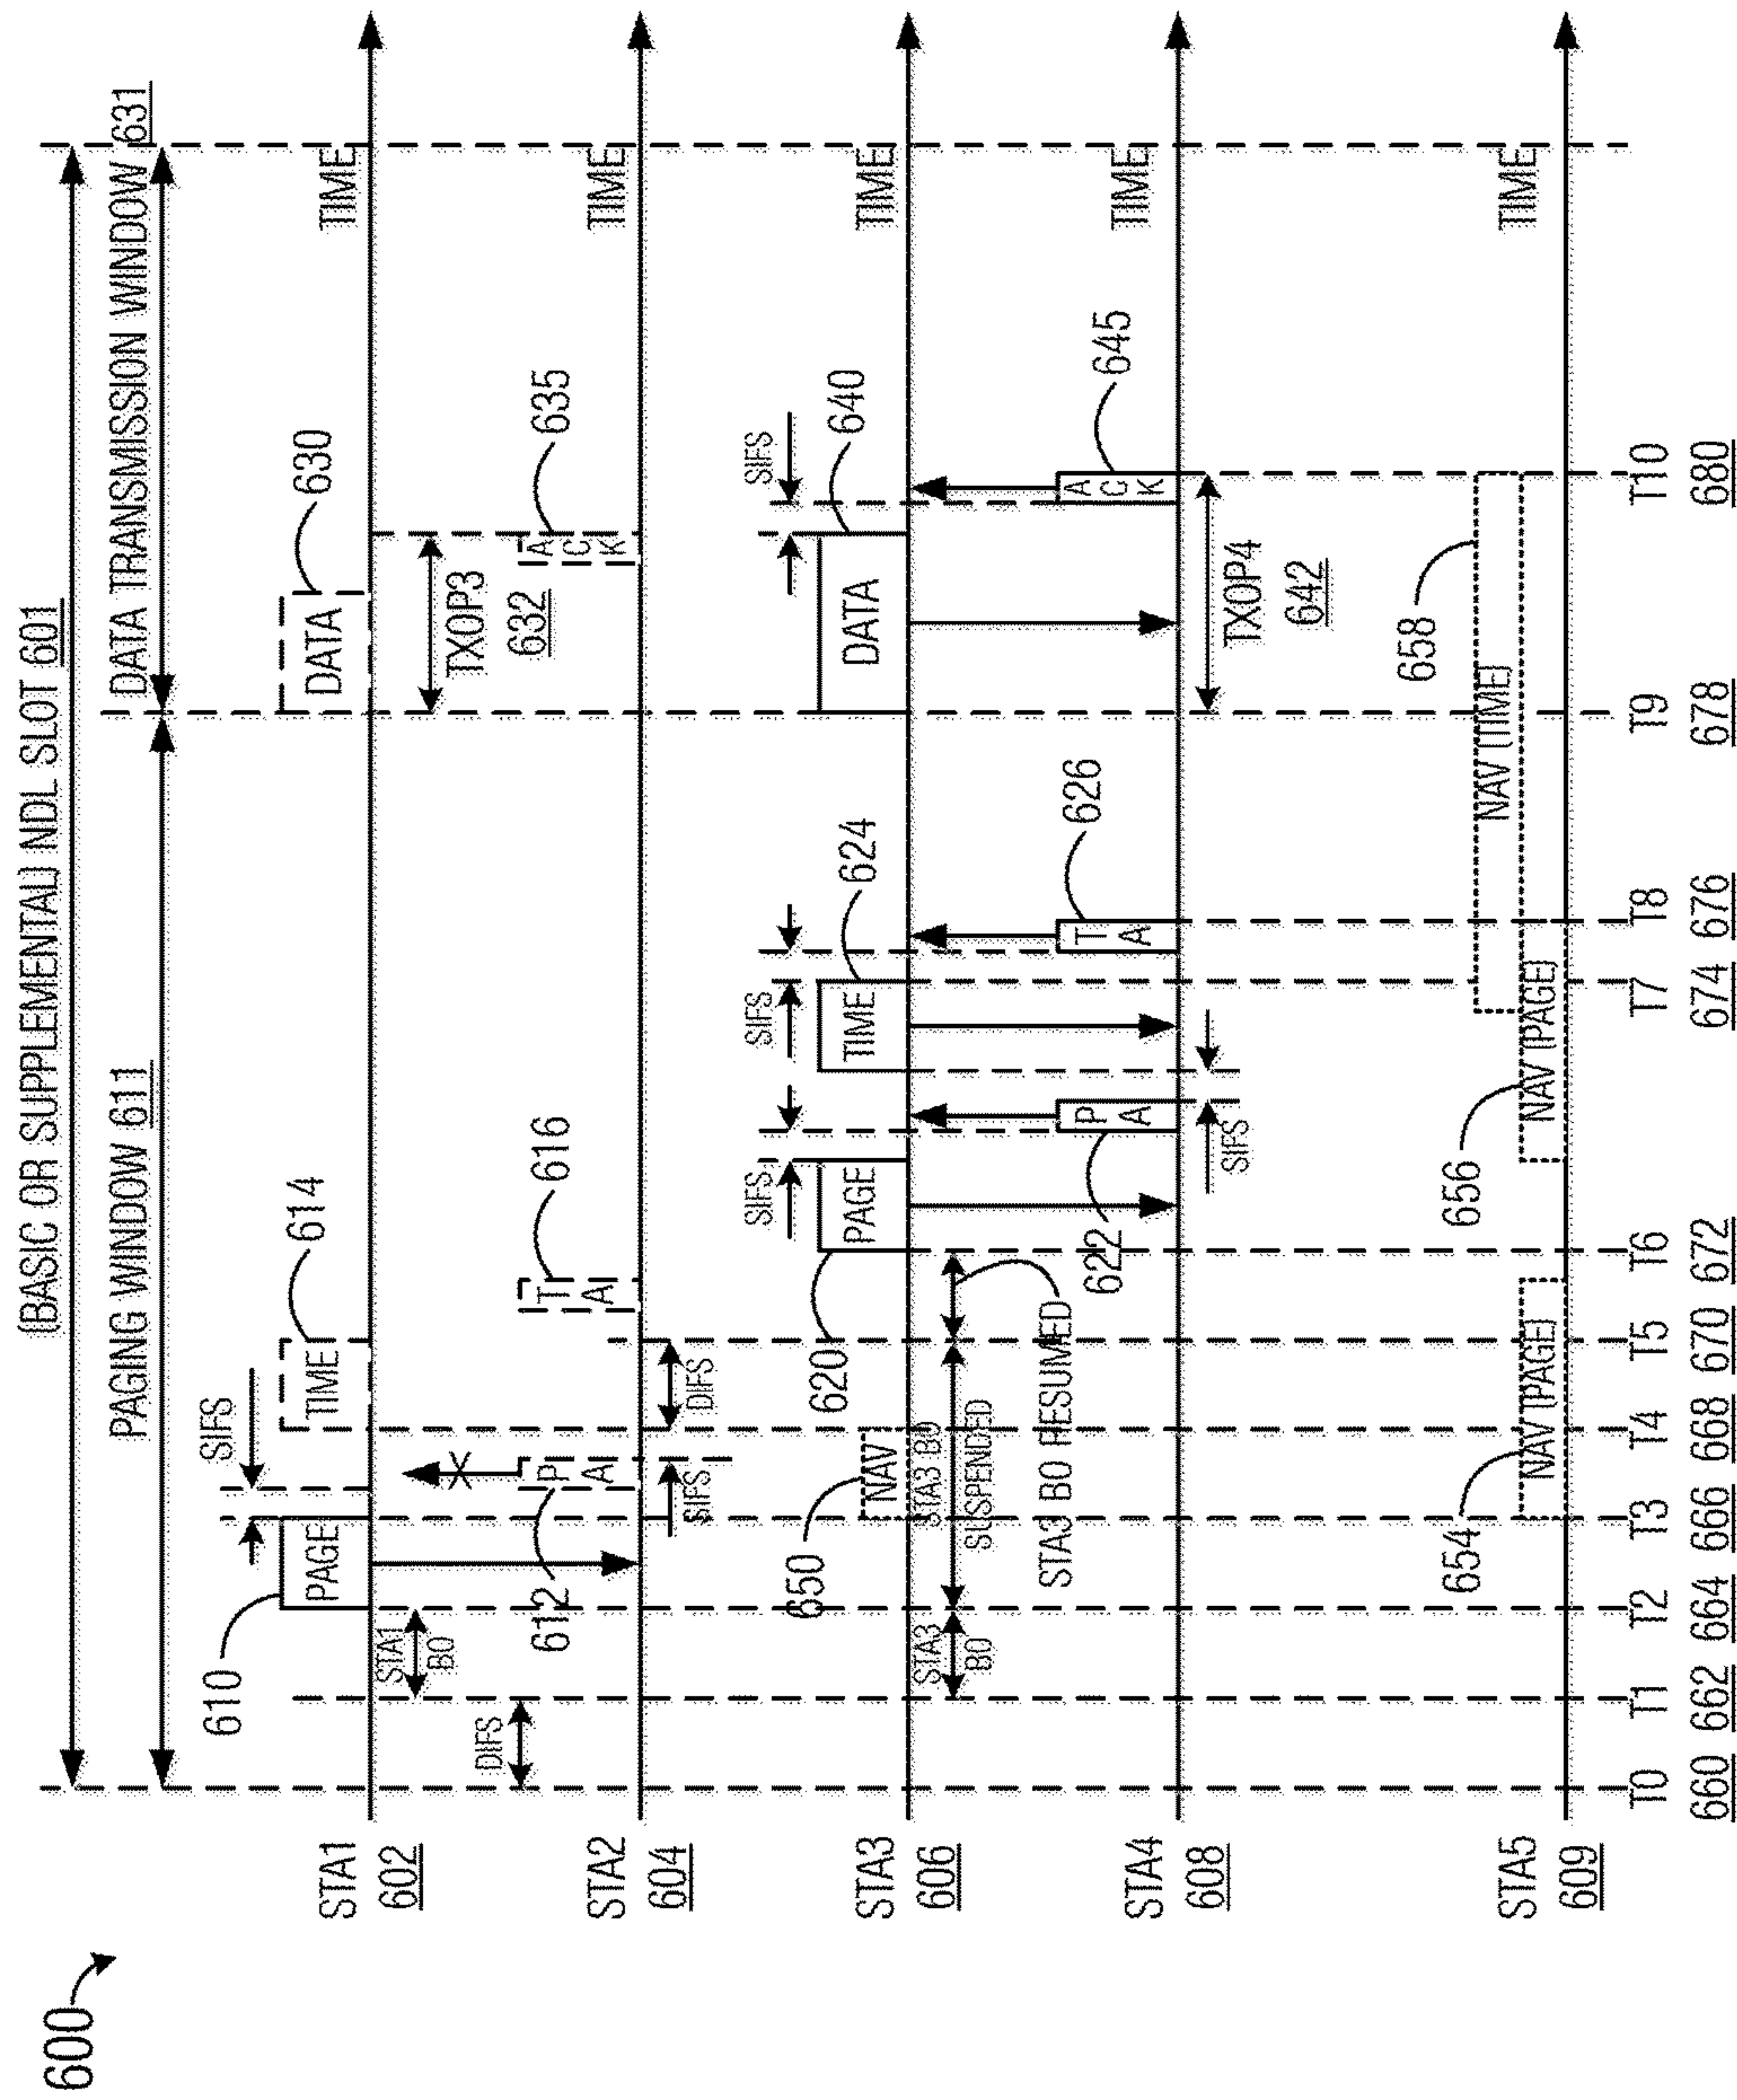 600
(BASIC OR SUPPLEMENTAL) NDL SLOT 601
PAGING WINDOW 611
DATA TRANSMISSION WINDOW 631
STA1
602
610
PAGE
SIFS
614
TIME
630
DATA
TIME
STA1
BO
DIFS
612
P
A
SIFS
DIFS
616
T
A
TXOP3
632
635
A
C
K
STA2
604
TIME
650
NAV
620
PAGE
SIFS
SIFS
TIME
624
DATA
640
SIFS
STA3
606
TIME
STA3
BO
STA3 BO
SUSPENDED
STA3 BO RESUMED
622
P
A
SIFS
T
A
626
A
C
K
645
STA4
608
TIME
TXOP4
642
654
NAV (PAGE)
656
NAV (PAGE)
658
NAV (TIME)
STA5
609
TIME
T0
T1
T2
T3
T4
T5
T6
T7
T8
T9
T10
660
662
664
666
668
670
672
674
676
678
680